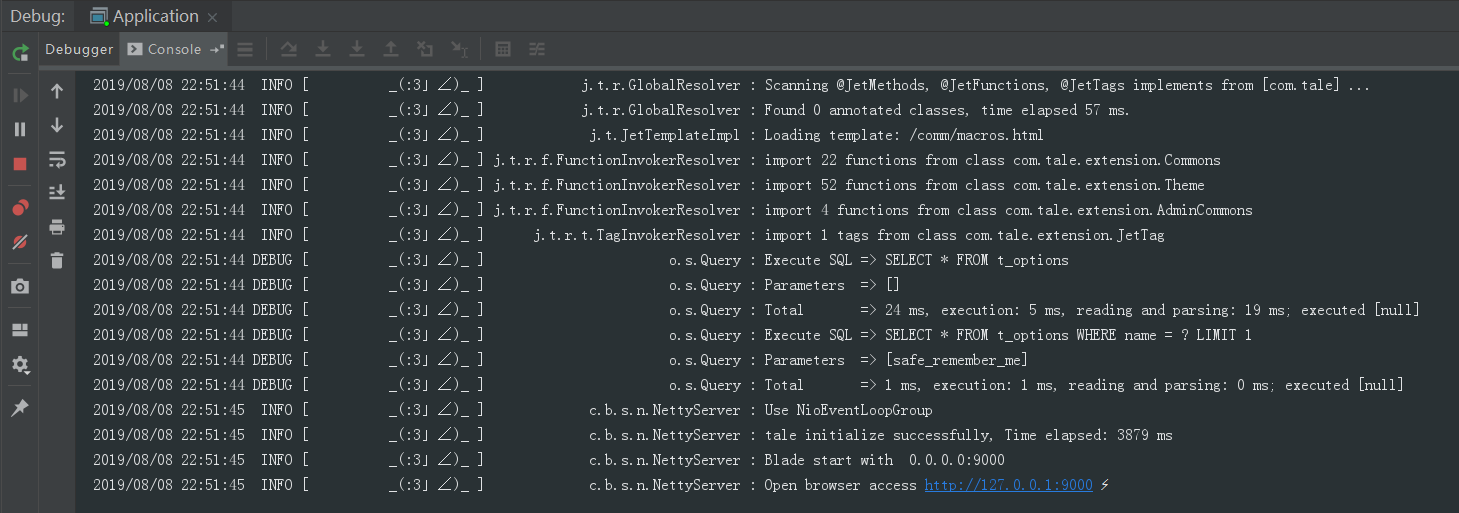 Debug: Application ×
Debugger Console
2019/08/08 22:51:44 INFO [ _(:3」∠)_ ] j.t.r.GlobalResolver : Scanning @JetMethods, @JetFunctions, @JetTags implements from [com.tale] ...
2019/08/08 22:51:44 INFO [ _(:3」∠)_ ] j.t.r.GlobalResolver : Found 0 annotated classes, time elapsed 57 ms.
2019/08/08 22:51:44 INFO [ _(:3」∠)_ ] j.t.JetTemplateImpl : Loading template: /comm/macros.html
2019/08/08 22:51:44 INFO [ _(:3」∠)_ ] j.t.r.f.FunctionInvokerResolver : import 22 functions from class com.tale.extension.Commons
2019/08/08 22:51:44 INFO [ _(:3」∠)_ ] j.t.r.f.FunctionInvokerResolver : import 52 functions from class com.tale.extension.Theme
2019/08/08 22:51:44 INFO [ _(:3」∠)_ ] j.t.r.f.FunctionInvokerResolver : import 4 functions from class com.tale.extension.AdminCommons
2019/08/08 22:51:44 INFO [ _(:3」∠)_ ] j.t.r.t.TagInvokerResolver : import 1 tags from class com.tale.extension.JetTag
2019/08/08 22:51:44 DEBUG [ _(:3」∠)_ ] o.s.Query : Execute SQL => SELECT * FROM t_options
2019/08/08 22:51:44 DEBUG [ _(:3」∠)_ ] o.s.Query : Parameters => []
2019/08/08 22:51:44 DEBUG [ _(:3」∠)_ ] o.s.Query : Total => 24 ms, execution: 5 ms, reading and parsing: 19 ms; executed [null]
2019/08/08 22:51:44 DEBUG [ _(:3」∠)_ ] o.s.Query : Execute SQL => SELECT * FROM t_options WHERE name = ? LIMIT 1
2019/08/08 22:51:44 DEBUG [ _(:3」∠)_ ] o.s.Query : Parameters => [safe_remember_me]
2019/08/08 22:51:44 DEBUG [ _(:3」∠)_ ] o.s.Query : Total => 1 ms, execution: 1 ms, reading and parsing: 0 ms; executed [null]
2019/08/08 22:51:45 INFO [ _(:3」∠)_ ] c.b.s.n.NettyServer : Use NioEventLoopGroup
2019/08/08 22:51:45 INFO [ _(:3」∠)_ ] c.b.s.n.NettyServer : tale initialize successfully, Time elapsed: 3879 ms
2019/08/08 22:51:45 INFO [ _(:3」∠)_ ] c.b.s.n.NettyServer : Blade start with 0.0.0.0:9000
2019/08/08 22:51:45 INFO [ _(:3」∠)_ ] c.b.s.n.NettyServer : Open browser access http://127.0.0.1:9000 ⚡